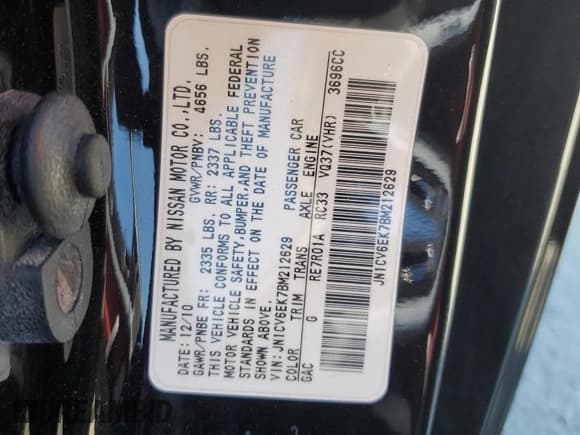 MANUFACTURED BY NISSAN MOTOR CO.,LTD.
DATE: 12/10 GVWR/PNBV: 4656 LBS.
GAWR/PNBE FR: 2335 LBS. RR: 2337 LBS.
THIS VEHICLE CONFORMS TO ALL APPLICABLE FEDERAL
MOTOR VEHICLE SAFETY,BUMPER,AND THEFT PREVENTION
STANDARDS IN EFFECT ON THE DATE OF MANUFACTURE
SHOWN ABOVE.
VIN:JN1CV6EK7BM212629 PASSENGER CAR
COLOR TRIM TRANS AXLE ENGINE
GAC G RE7R01A RC33 VQ37(VHR) 3696CC
JN1CV6EK7BM212629